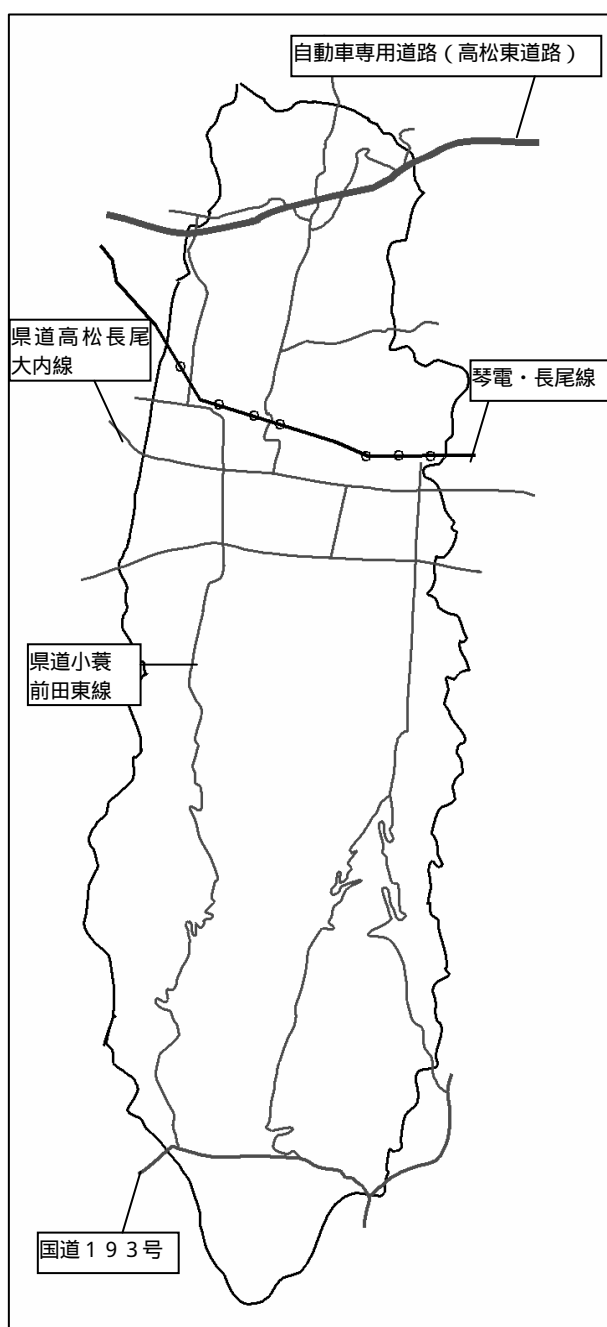 自動車専用道路（高松東道路）
県道高松長尾
大内線
琴電・長尾線
県道小蓑
前田東線
国道１９３号